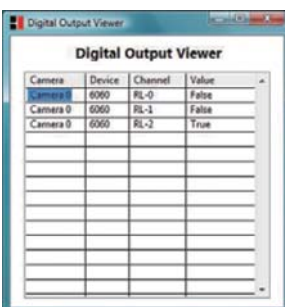 Digital Output Viewer
Digital Output Viewer
Camera Device Channel Value
Camera 0 6060 RL-0 False
Camera 0 6060 RL-1 False
Camera 0 6060 RL-2 True